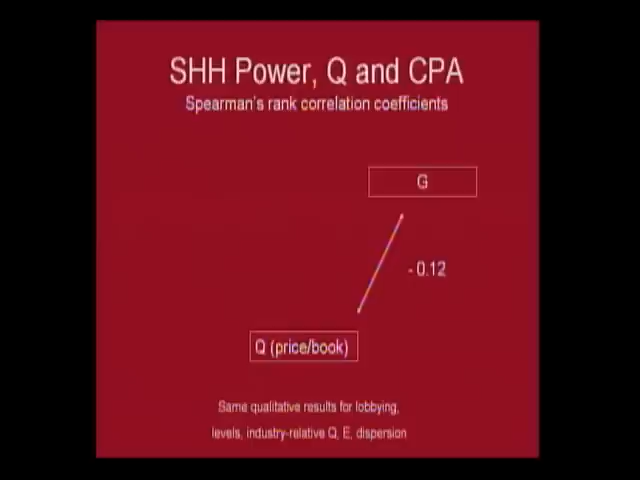 SHH Power, Q and CPA
Spearman's rank correlation coefficients
G
- 0.12
Q (price/book)
Same qualitative results for lobbying,
levels, industry-relative Q, E, dispersion